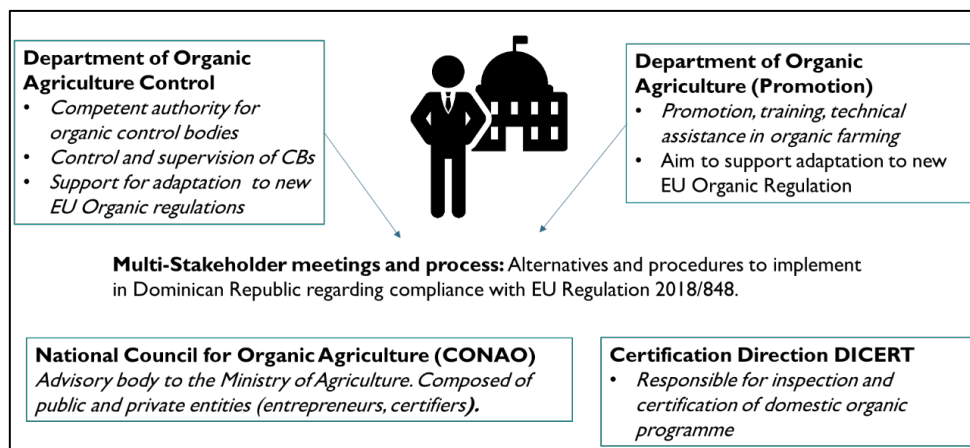 Department of Organic
Agriculture Control
• Competent authority for
organic control bodies
• Control and supervision of CBs
• Support for adaptation to new
EU Organic regulations
Department of Organic
Agriculture (Promotion)
• Promotion, training, technical
assistance in organic farming
• Aim to support adaptation to new
EU Organic Regulation
Multi-Stakeholder meetings and process: Alternatives and procedures to implement
in Dominican Republic regarding compliance with EU Regulation 2018/848.
National Council for Organic Agriculture (CONAO)
Advisory body to the Ministry of Agriculture. Composed of
public and private entities (entrepreneurs, certifiers).
Certification Direction DICERT
• Responsible for inspection and
certification of domestic organic
programme